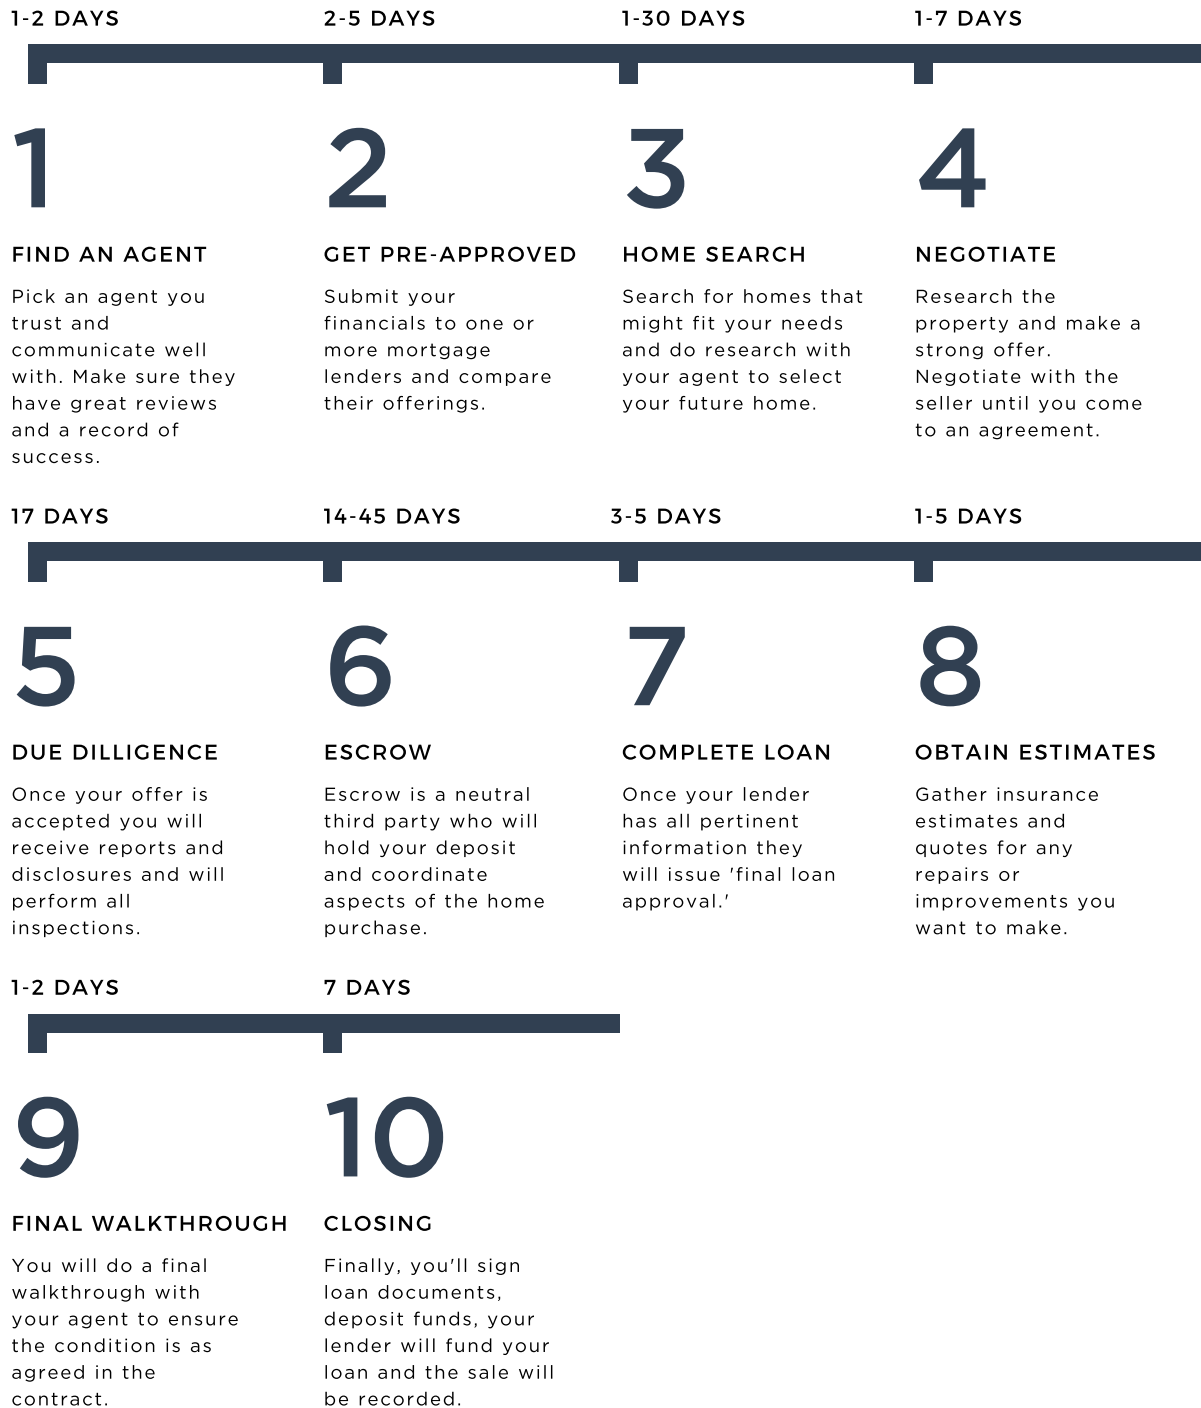 1-2 DAYS
2-5 DAYS
1-30 DAYS
1-7 DAYS
1
2
3
4
FIND AN AGENT
Pick an agent you
trust and
communicate well
with. Make sure they
have great reviews
and a record of
success.
GET PRE-APPROVED
Submit your
financials to one or
more mortgage
lenders and compare
their offerings.
HOME SEARCH
Search for homes that
might fit your needs
and do research with
your agent to select
your future home.
NEGOTIATE
Research the
property and make a
strong offer.
Negotiate with the
seller until you come
to an agreement.
17 DAYS
14-45 DAYS
3-5 DAYS
1-5 DAYS
5
6
7
8
DUE DILLIGENCE
Once your offer is
accepted you will
receive reports and
disclosures and will
perform all
inspections.
ESCROW
Escrow is a neutral
third party who will
hold your deposit
and coordinate
aspects of the home
purchase.
COMPLETE LOAN
Once your lender
has all pertinent
information they
will issue 'final loan
approval.'
OBTAIN ESTIMATES
Gather insurance
estimates and
quotes for any
repairs or
improvements you
want to make.
1-2 DAYS
7 DAYS
9
10
FINAL WALKTHROUGH
You will do a final
walkthrough with
your agent to ensure
the condition is as
agreed in the
contract.
CLOSING
Finally, you'll sign
loan documents,
deposit funds, your
lender will fund your
loan and the sale will
be recorded.